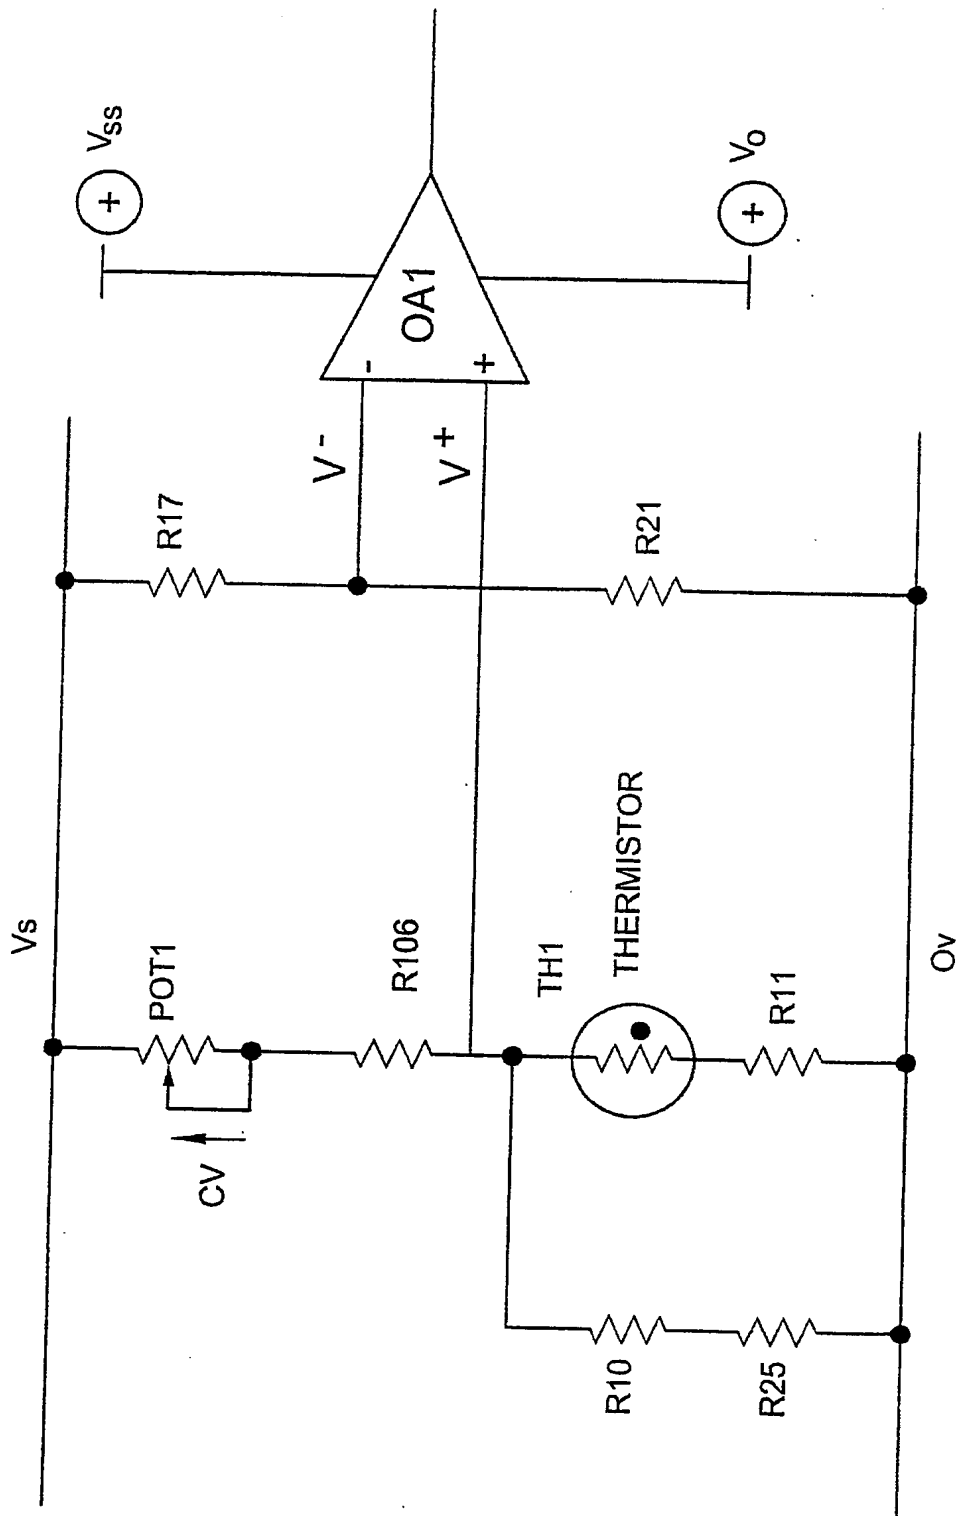 Vss
Vo
OA1
-
+
V-
V+
R17
R21
Vs
POT1
R106
TH1
THERMISTOR
R11
CV
R10
R25
Ov
+
+